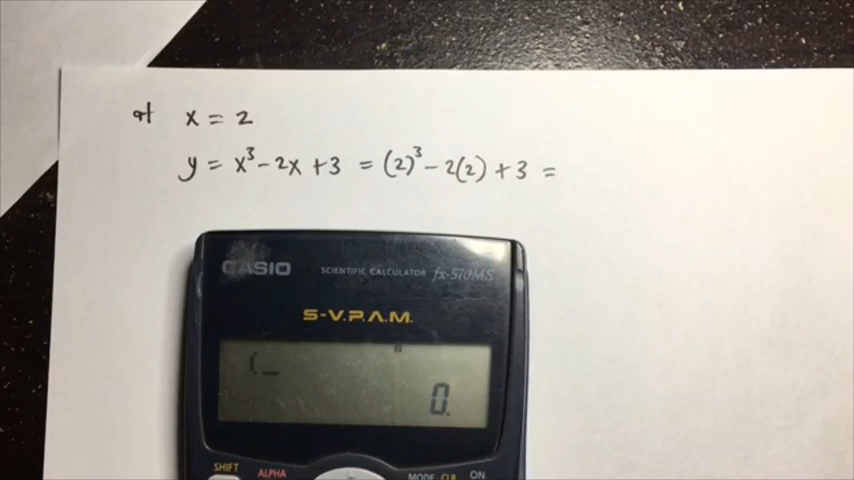 at x = 2
y = x³ - 2x + 3 = (2)³ - 2(2) + 3 =
CASIO SCIENTIFIC CALCULATOR fx-570MS
S-V.P.A.M.
(_
0.
SHIFT ALPHA MODE CLR ON